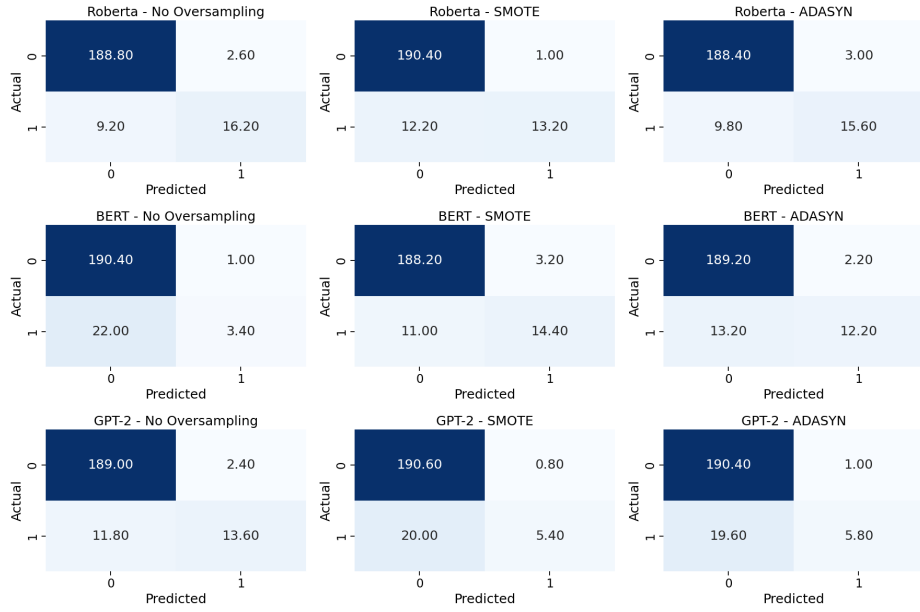 Roberta - No Oversampling
Roberta - SMOTE
Roberta - ADASYN
Actual
0
188.80
2.60
1
9.20
16.20
0
1
Predicted
Actual
0
190.40
1.00
1
12.20
13.20
0
1
Predicted
Actual
0
188.40
3.00
1
9.80
15.60
0
1
Predicted
BERT - No Oversampling
BERT - SMOTE
BERT - ADASYN
Actual
0
190.40
1.00
1
22.00
3.40
0
1
Predicted
Actual
0
188.20
3.20
1
11.00
14.40
0
1
Predicted
Actual
0
189.20
2.20
1
13.20
12.20
0
1
Predicted
GPT-2 - No Oversampling
GPT-2 - SMOTE
GPT-2 - ADASYN
Actual
0
189.00
2.40
1
11.80
13.60
0
1
Predicted
Actual
0
190.60
0.80
1
20.00
5.40
0
1
Predicted
Actual
0
190.40
1.00
1
19.60
5.80
0
1
Predicted